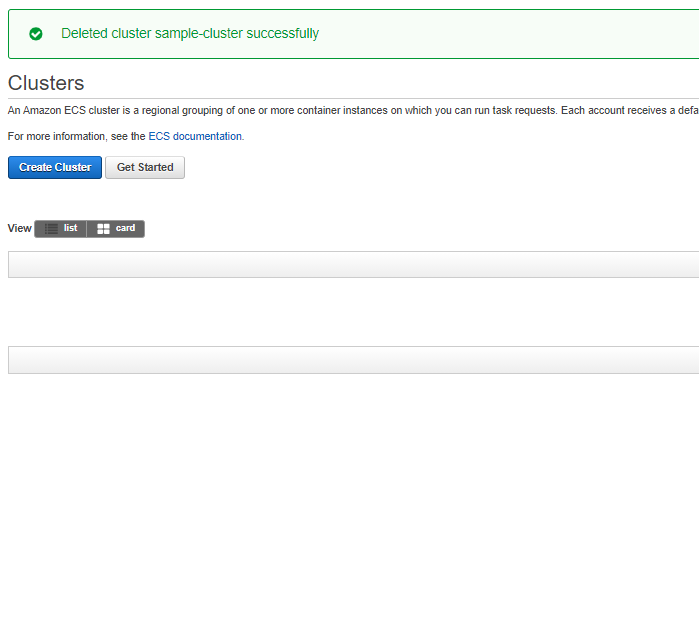 Deleted cluster sample-cluster successfully
Clusters
An Amazon ECS cluster is a regional grouping of one or more container instances on which you can run task requests. Each account receives a defa
For more information, see the ECS documentation.
Create Cluster Get Started
View list card